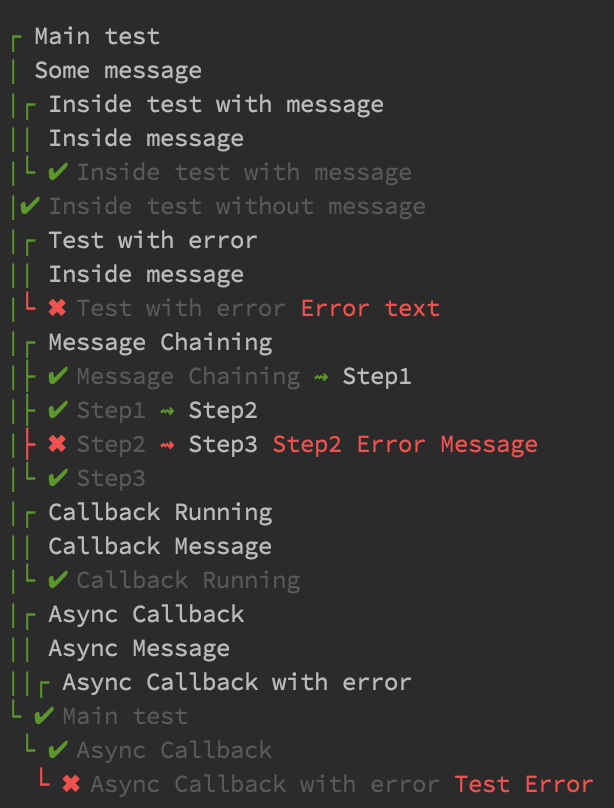 ┌ Main test
│ Some message
│┌ Inside test with message
││ Inside message
│└ ✔ Inside test with message
│✔ Inside test without message
│┌ Test with error
││ Inside message
│└ ✖ Test with error Error text
│┌ Message Chaining
│├ ✔ Message Chaining ⇝ Step1
│├ ✔ Step1 ⇝ Step2
│├ ✖ Step2 ⇝ Step3 Step2 Error Message
│└ ✔ Step3
│┌ Callback Running
││ Callback Message
│└ ✔ Callback Running
│┌ Async Callback
││ Async Message
││┌ Async Callback with error
└ ✔ Main test
 └ ✔ Async Callback
  └ ✖ Async Callback with error Test Error